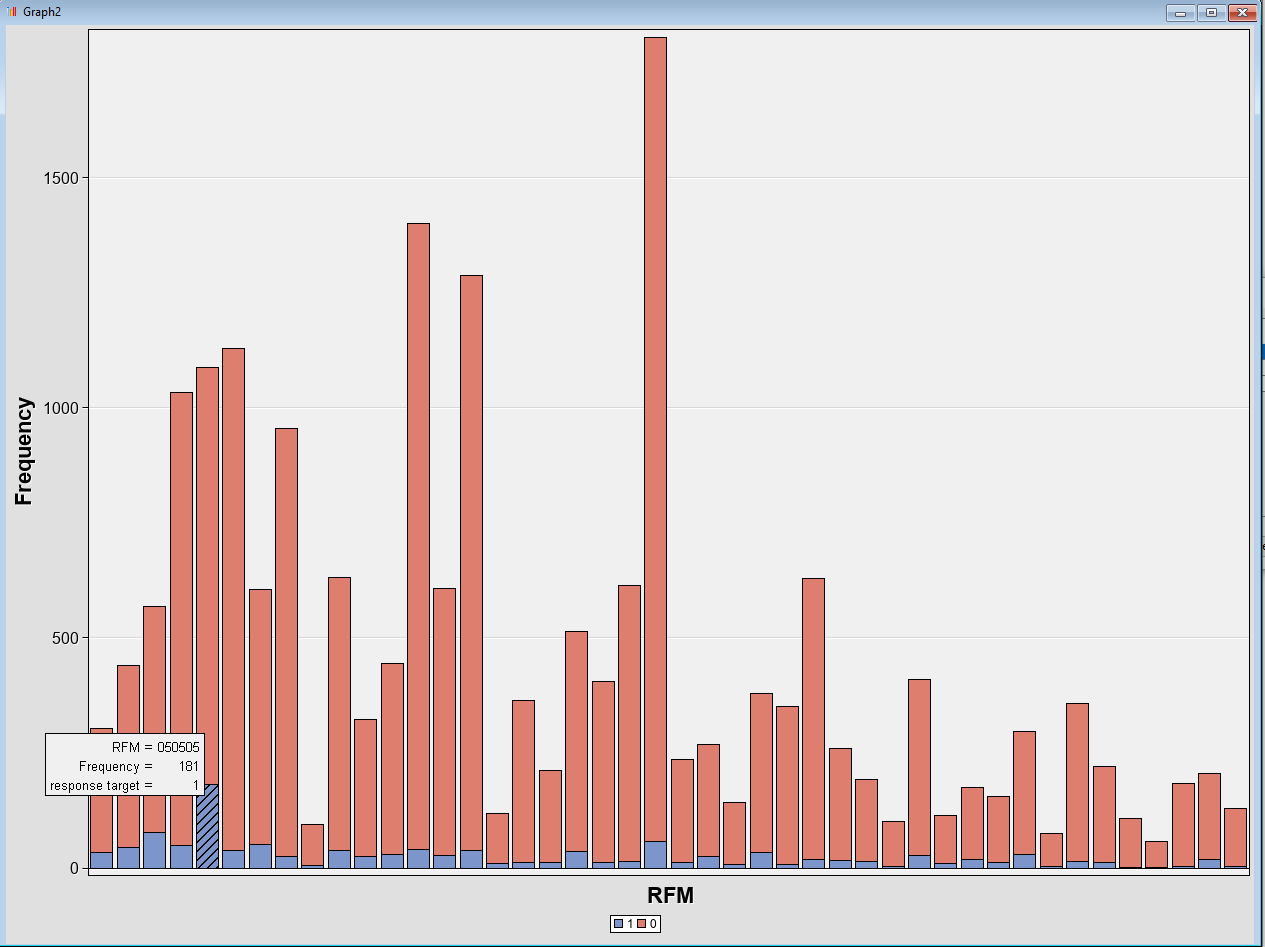 Graph2
1500
1000
500
0
Frequency
RFM = 050505
Frequency = 181
response target = 1
RFM
1 0